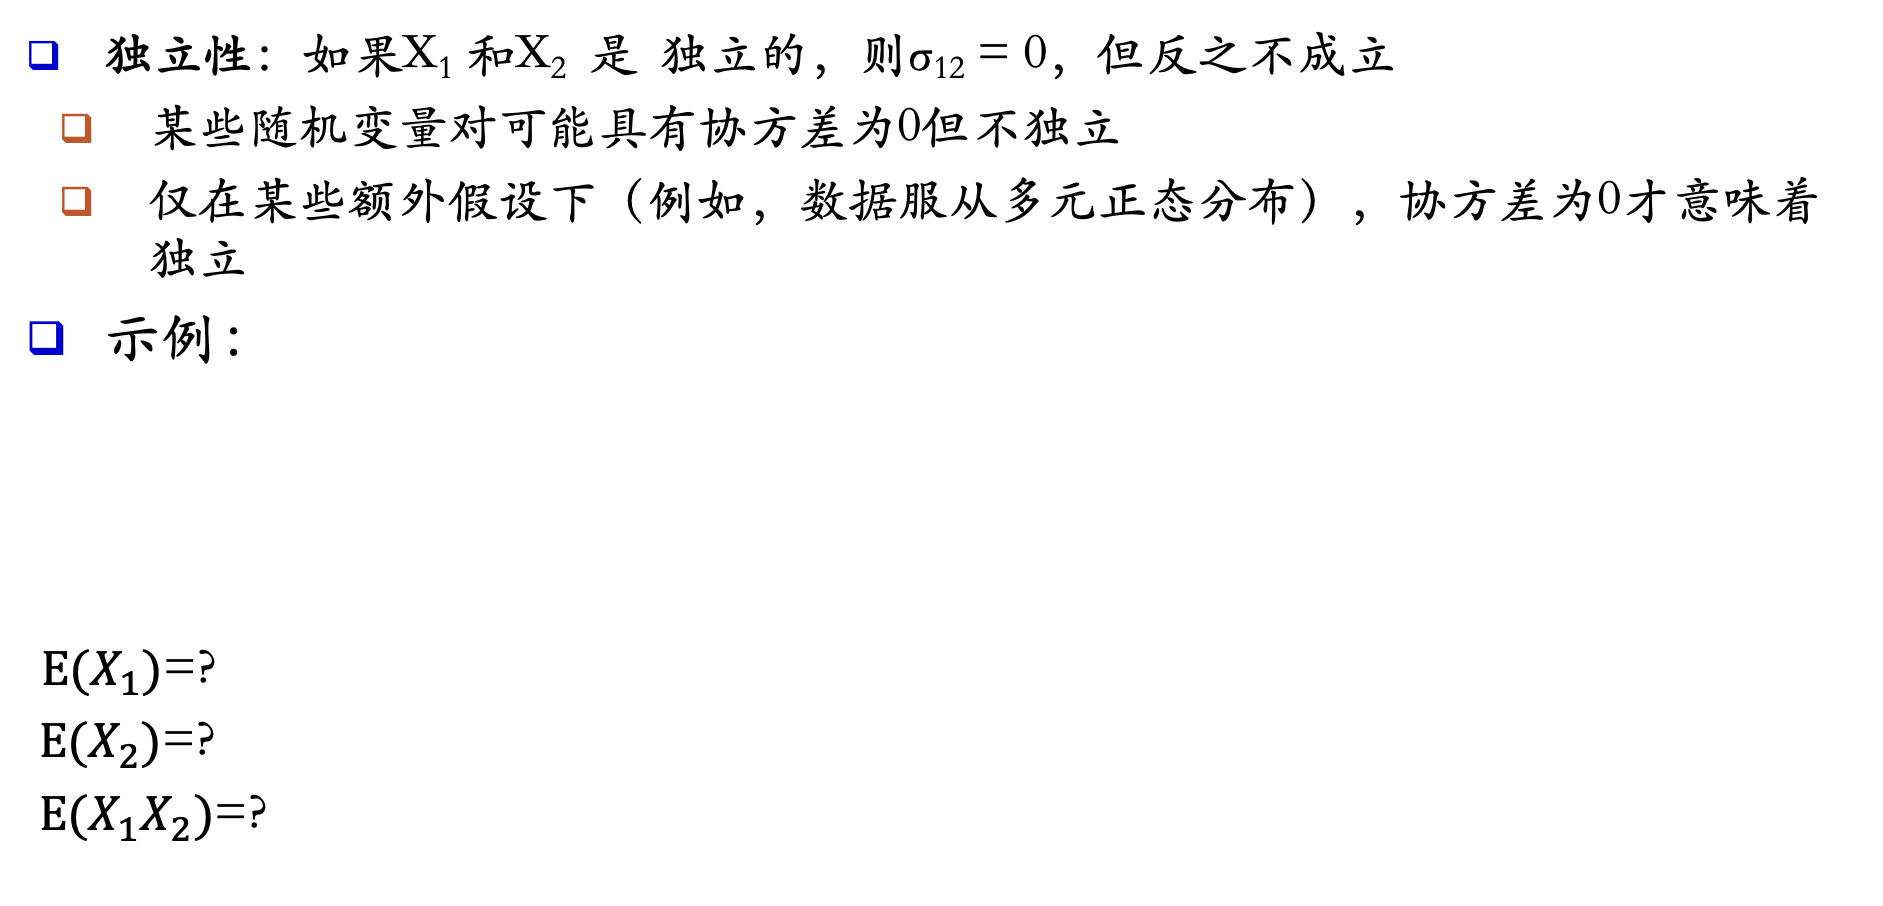 独立性：如果X₁ 和X₂ 是 独立的，则σ₁₂ = 0，但反之不成立
某些随机变量对可能具有协方差为0但不独立
仅在某些额外假设下（例如，数据服从多元正态分布），协方差为0才意味着
独立
示例：
E(X₁)=?
E(X₂)=?
E(X₁X₂)=?